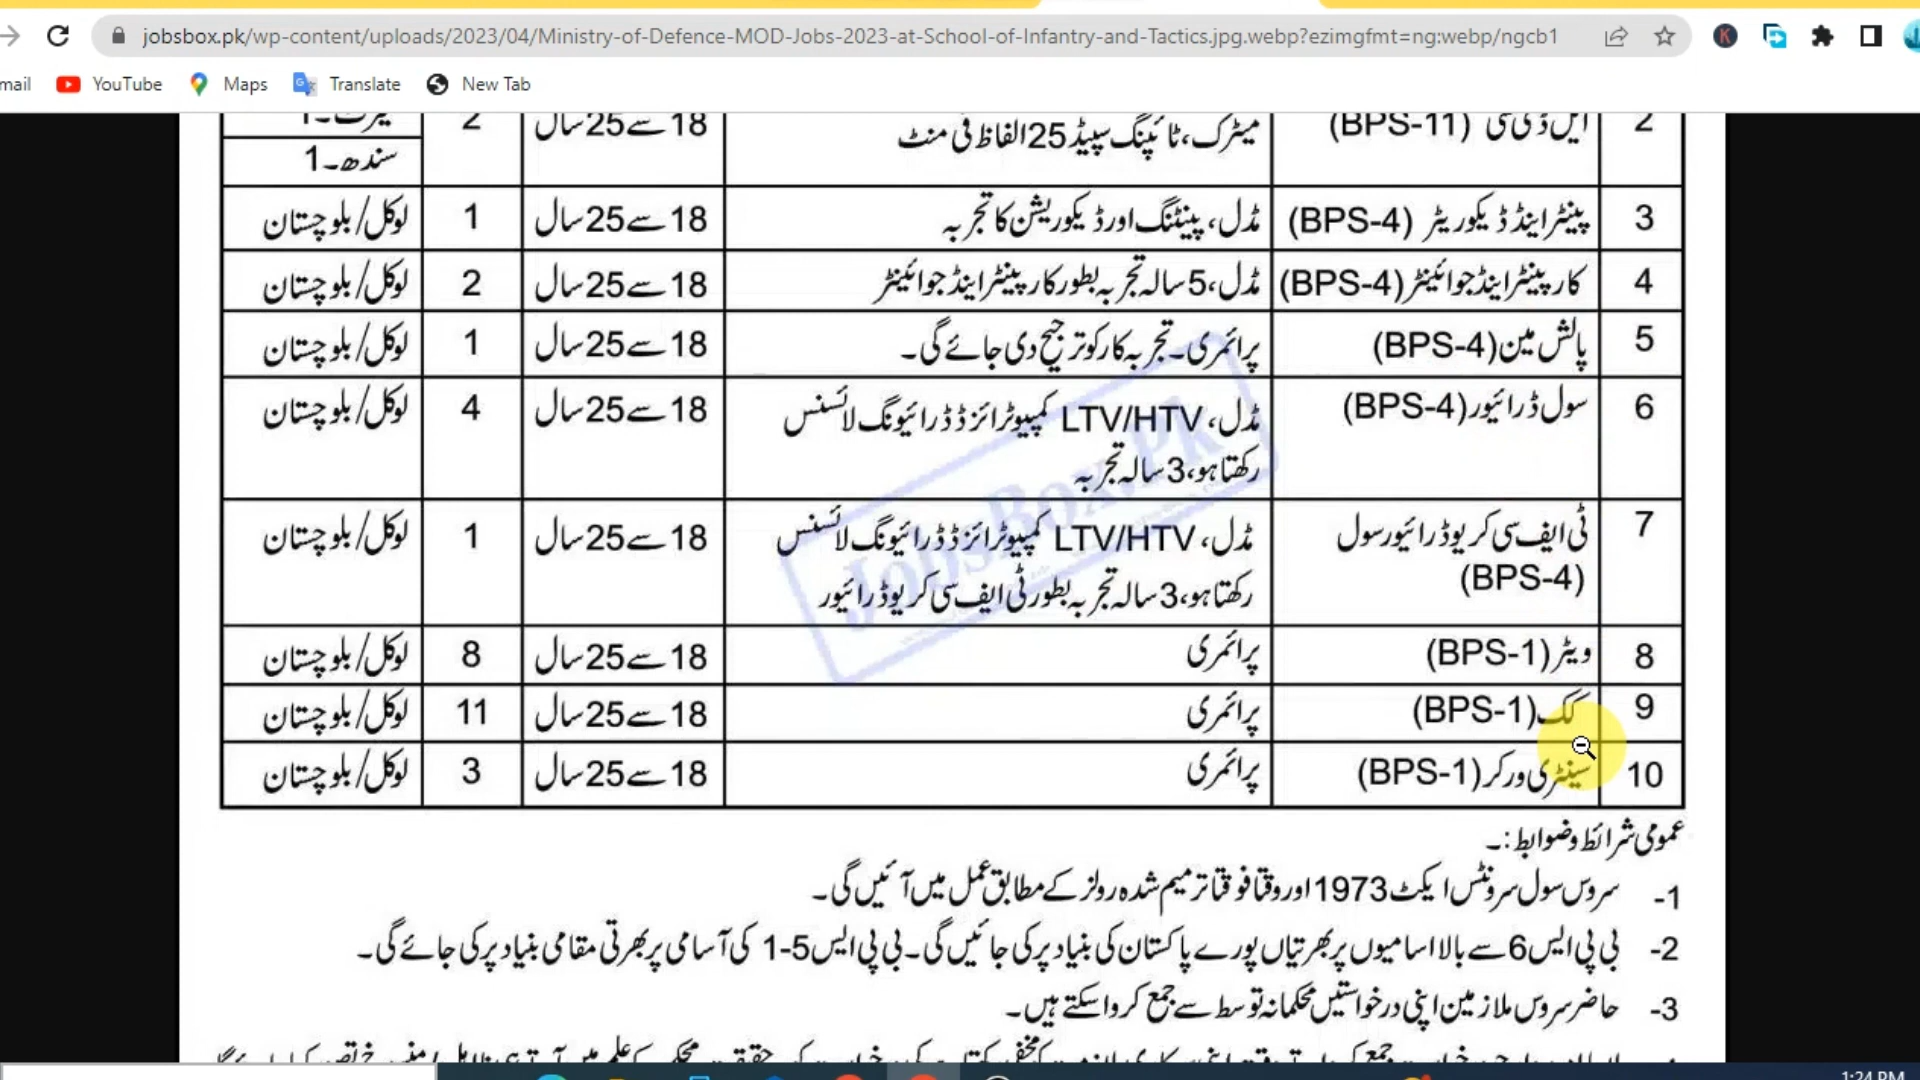 jobsbox.pk/wp-content/uploads/2023/04/Ministry-of-Defence-MOD-Jobs-2023-at-School-of-Infantry-and-Tactics.jpg.webp?ezimgfmt=ng:webp/ngcb1
mail YouTube Maps Translate New Tab
2 ایل ڈی سی (BPS-11) میٹرک، ٹائپنگ سپیڈ 25 الفاظ فی منٹ 18 سے 25 سال 2
سندھ۔1
3 پینٹر اینڈ ڈیکوریٹر (BPS-4) مڈل، پینٹنگ اور ڈیکوریشن کا تجربہ 18 سے 25 سال 1 لوکل/بلوچستان
4 کارپینٹر اینڈ جوائینٹر (BPS-4) مڈل، 5 سالہ تجربہ بطور کارپینٹر اینڈ جوائینٹر 18 سے 25 سال 2 لوکل/بلوچستان
5 پالش مین (BPS-4) پرائمری۔ تجربہ کار کو ترجیح دی جائے گی۔ 18 سے 25 سال 1 لوکل/بلوچستان
6 سول ڈرائیور (BPS-4) مڈل، LTV/HTV کمپیوٹرائزڈ ڈرائیونگ لائسنس 18 سے 25 سال 4 لوکل/بلوچستان
رکھتا ہو، 3 سالہ تجربہ
7 ٹی ایف سی کریو ڈرائیور سول مڈل، LTV/HTV کمپیوٹرائزڈ ڈرائیونگ لائسنس 18 سے 25 سال 1 لوکل/بلوچستان
(BPS-4) رکھتا ہو، 3 سالہ تجربہ بطور ٹی ایف سی کریو ڈرائیور
8 ویٹر (BPS-1) پرائمری 18 سے 25 سال 8 لوکل/بلوچستان
9 کک (BPS-1) پرائمری 18 سے 25 سال 11 لوکل/بلوچستان
10 سینٹری ورکر (BPS-1) پرائمری 18 سے 25 سال 3 لوکل/بلوچستان
JobsBox.Pk
عمومی شرائط و ضوابط:۔
1- سروس سول سرونٹس ایکٹ 1973 اور وقتا فوقتا ترمیم شدہ رولز کے مطابق عمل میں آئیں گی۔
2- بی پی ایس 6 سے بالا اسامیوں پر بھرتیاں پورے پاکستان کی بنیاد پر کی جائیں گی۔ بی پی ایس 5-1 کی آسامی پر بھرتی مقامی بنیاد پر کی جائے گی۔
3- حاضر سروس ملازمین اپنی درخواستیں محکمانہ توسط سے جمع کروا سکتے ہیں۔
1:24 PM